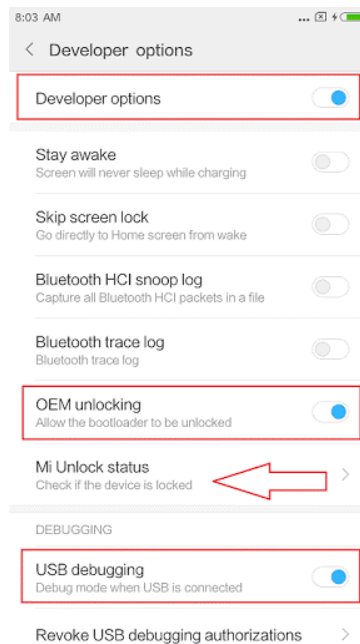 8:03 AM
Developer options
Developer options
Stay awake
Screen will never sleep while charging
Skip screen lock
Go directly to Home screen from wake
Bluetooth HCI snoop log
Capture all Bluetooth HCI packets in a file
Bluetooth trace log
Bluetooth trace log
OEM unlocking
Allow the bootloader to be unlocked
Mi Unlock status
Check if the device is locked
DEBUGGING
USB debugging
Debug mode when USB is connected
Revoke USB debugging authorizations